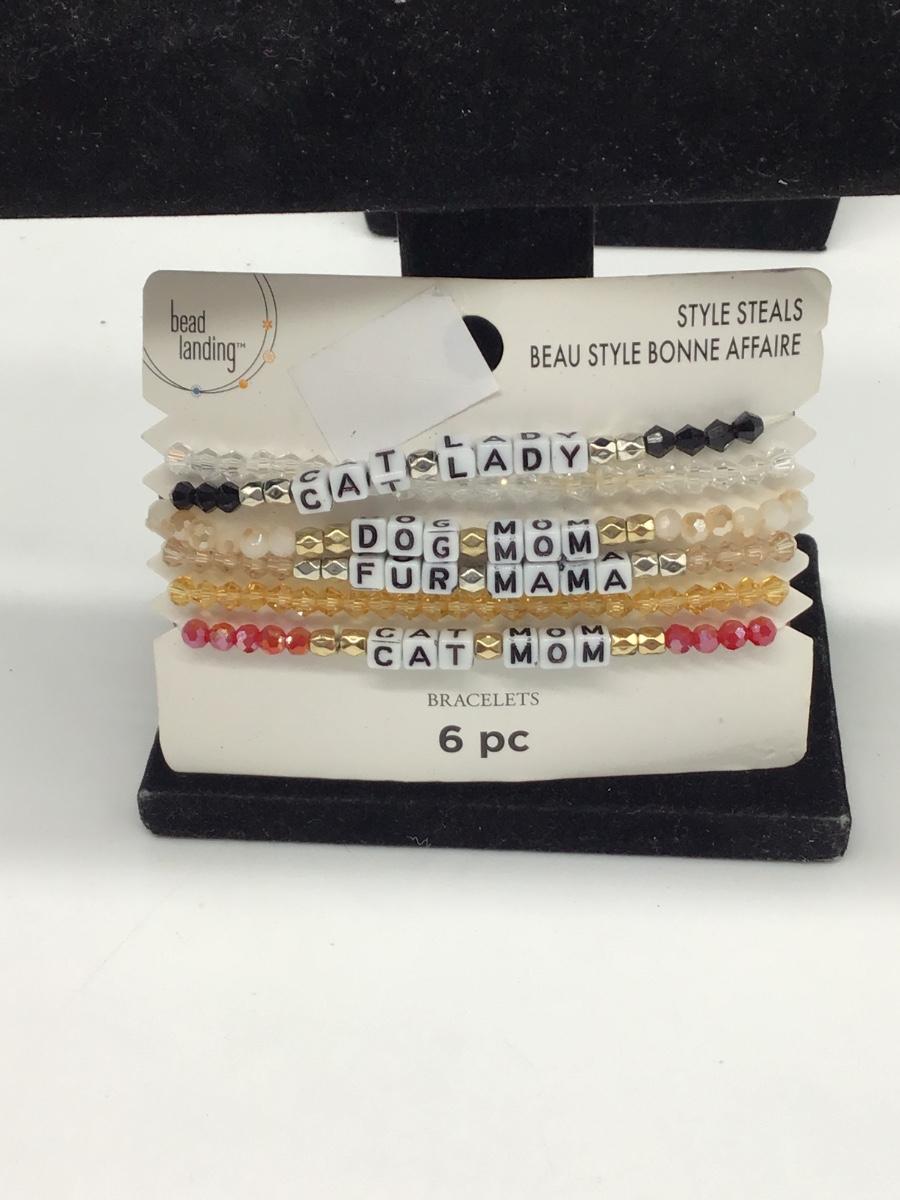 bead
landing™
STYLE STEALS
BEAU STYLE BONNE AFFAIRE
CAT LADY
DOG MOM
FUR MAMA
CAT MOM
BRACELETS
6 pc